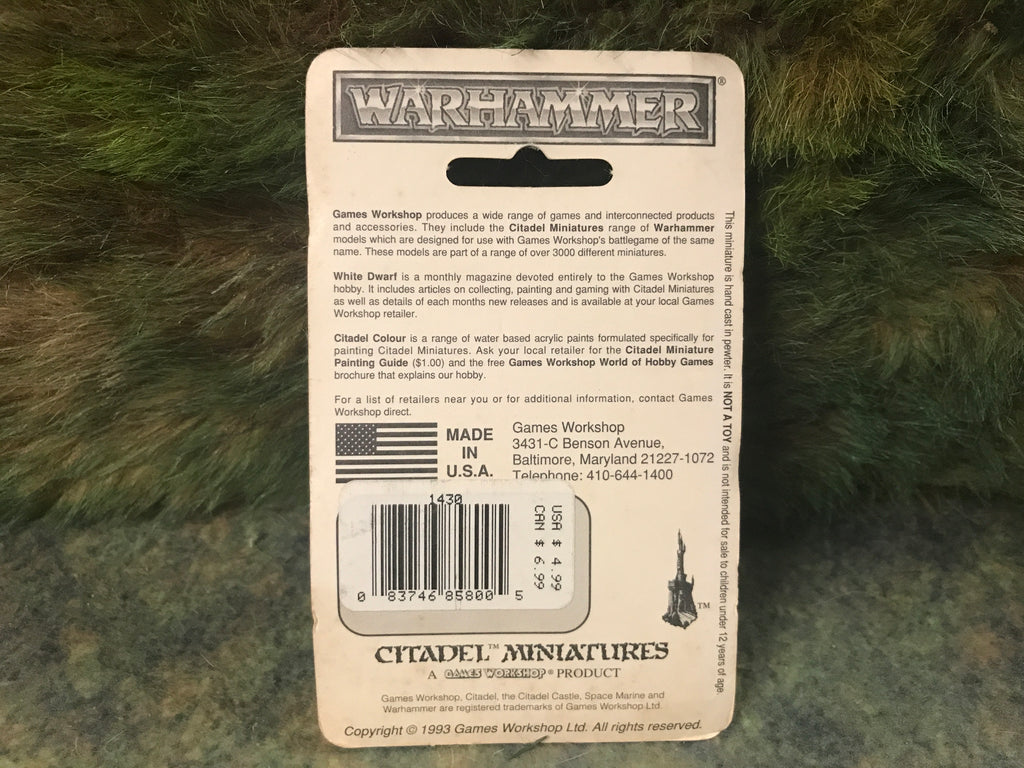 WARHAMMER®
Games Workshop produces a wide range of games and interconnected products
and accessories. They include the Citadel Miniatures range of Warhammer
models which are designed for use with Games Workshop's battlegame of the same
name. These models are part of a range of over 3000 different miniatures.
White Dwarf is a monthly magazine devoted entirely to the Games Workshop
hobby. It includes articles on collecting, painting and gaming with Citadel Miniatures
as well as details of each months new releases and is available at your local Games
Workshop retailer.
Citadel Colour is a range of water based acrylic paints formulated specifically for
painting Citadel Miniatures. Ask your local retailer for the Citadel Miniature
Painting Guide ($1.00) and the free Games Workshop World of Hobby Games
brochure that explains our hobby.
For a list of retailers near you or for additional information, contact Games
Workshop direct.
MADE
IN
U.S.A.
Games Workshop
3431-C Benson Avenue,
Baltimore, Maryland 21227-1072
Telephone: 410-644-1400
This miniature is hand cast in pewter. It is NOT A TOY and is not intended for sale to children under 12 years of age.
1430
USA $ 4.99
CAN $ 6.99
0 83746 85800 5
TM
CITADEL™ MINIATURES
A GAMES WORKSHOP® PRODUCT
Games Workshop, Citadel, the Citadel Castle, Space Marine and
Warhammer are registered trademarks of Games Workshop Ltd.
Copyright © 1993 Games Workshop Ltd. All rights reserved.